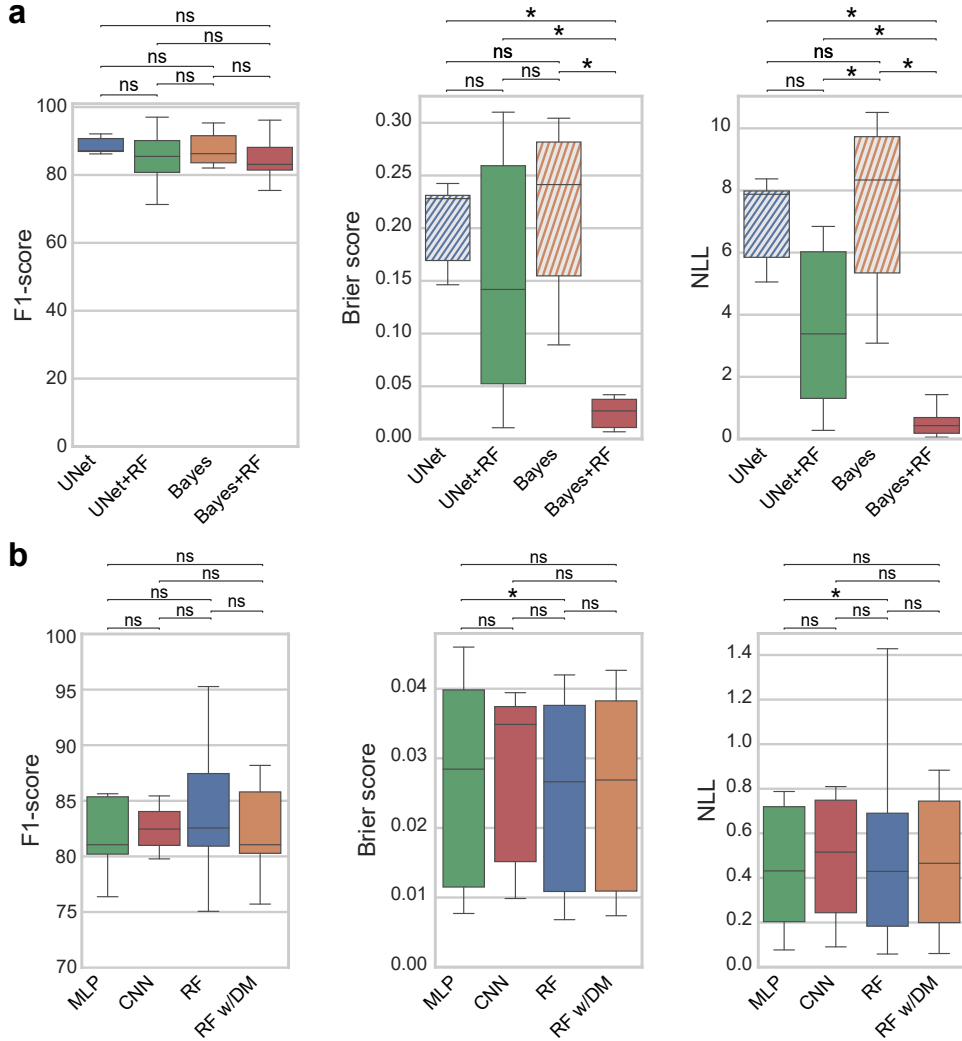 a
ns
ns
ns
ns
ns
ns
F1-score
100
80
60
40
20
0
UNet
UNet+RF
Bayes
Bayes+RF
*
*
ns
ns
ns
*
Brier score
0.30
0.25
0.20
0.15
0.10
0.05
0.00
UNet
UNet+RF
Bayes
Bayes+RF
*
*
ns
ns
*
*
NLL
10
8
6
4
2
0
UNet
UNet+RF
Bayes
Bayes+RF
b
ns
ns
ns
ns
ns
ns
F1-score
100
95
90
85
80
75
70
MLP
CNN
RF
RF w/DM
ns
ns
*
ns
ns
ns
Brier score
0.04
0.03
0.02
0.01
0.00
MLP
CNN
RF
RF w/DM
ns
ns
*
ns
ns
ns
NLL
1.4
1.2
1.0
0.8
0.6
0.4
0.2
0.0
MLP
CNN
RF
RF w/DM